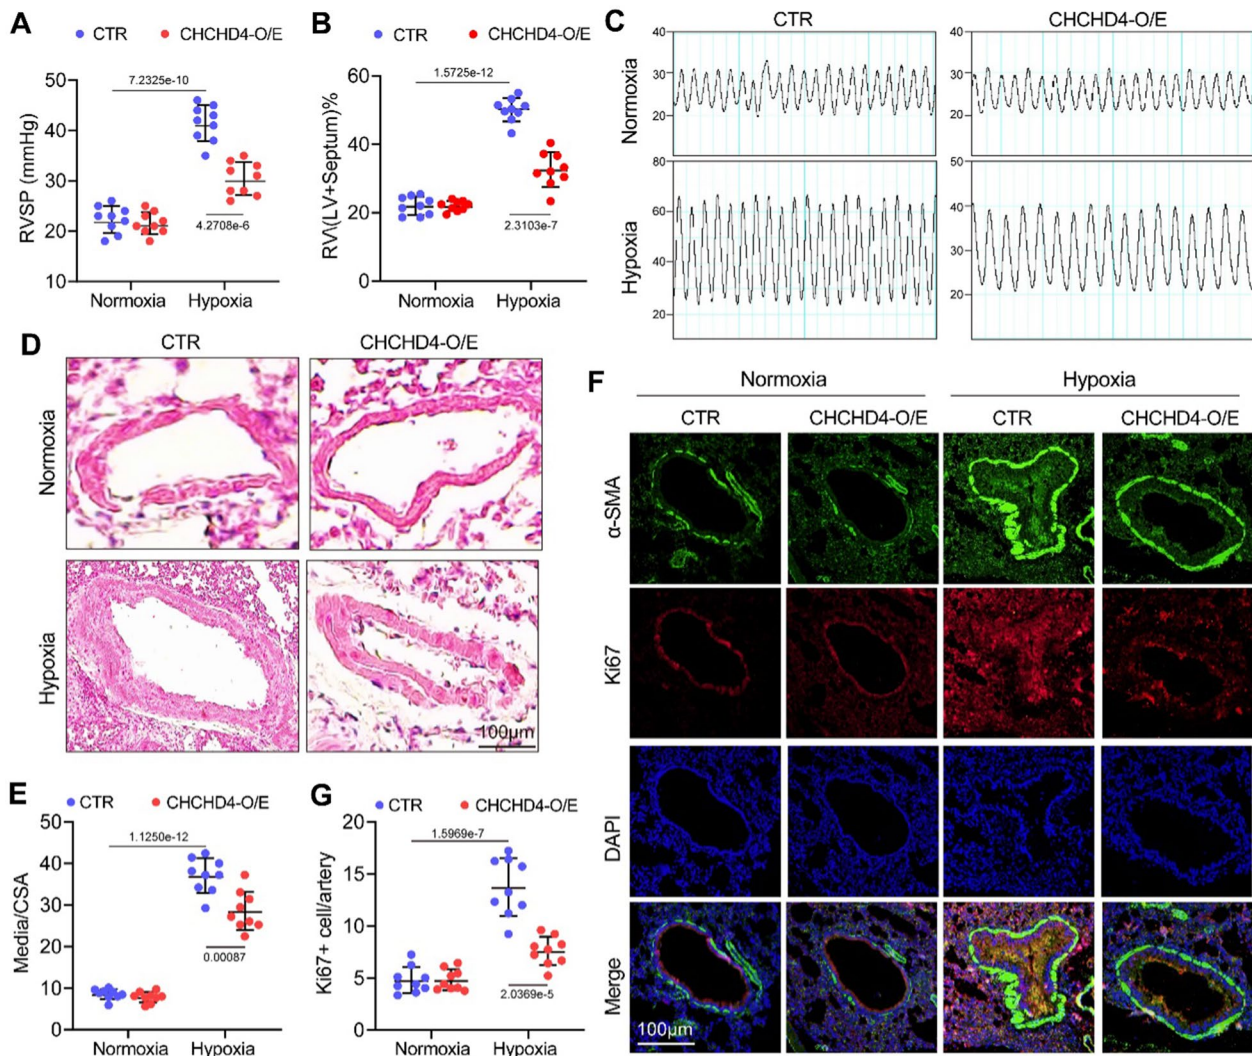 A
CTR
CHCHD4-O/E
RVSP (mmHg)
50
40
30
20
10
7.2325e-10
4.2708e-6
Normoxia
Hypoxia
B
CTR
CHCHD4-O/E
RV\(LV+Septum)%
60
40
20
0
1.5725e-12
2.3103e-7
Normoxia
Hypoxia
C
CTR
CHCHD4-O/E
Normoxia
40
30
20
40
30
20
Hypoxia
80
60
40
20
50
40
30
20
D
CTR
CHCHD4-O/E
Normoxia
Hypoxia
100μm
E
CTR
CHCHD4-O/E
Media/CSA
50
40
30
20
10
0
1.1250e-12
0.00087
Normoxia
Hypoxia
G
CTR
CHCHD4-O/E
Ki67+ cell/artery
20
15
10
5
0
1.5969e-7
2.0369e-5
Normoxia
Hypoxia
F
Normoxia
Hypoxia
CTR
CHCHD4-O/E
CTR
CHCHD4-O/E
α-SMA
Ki67
DAPI
Merge
100μm